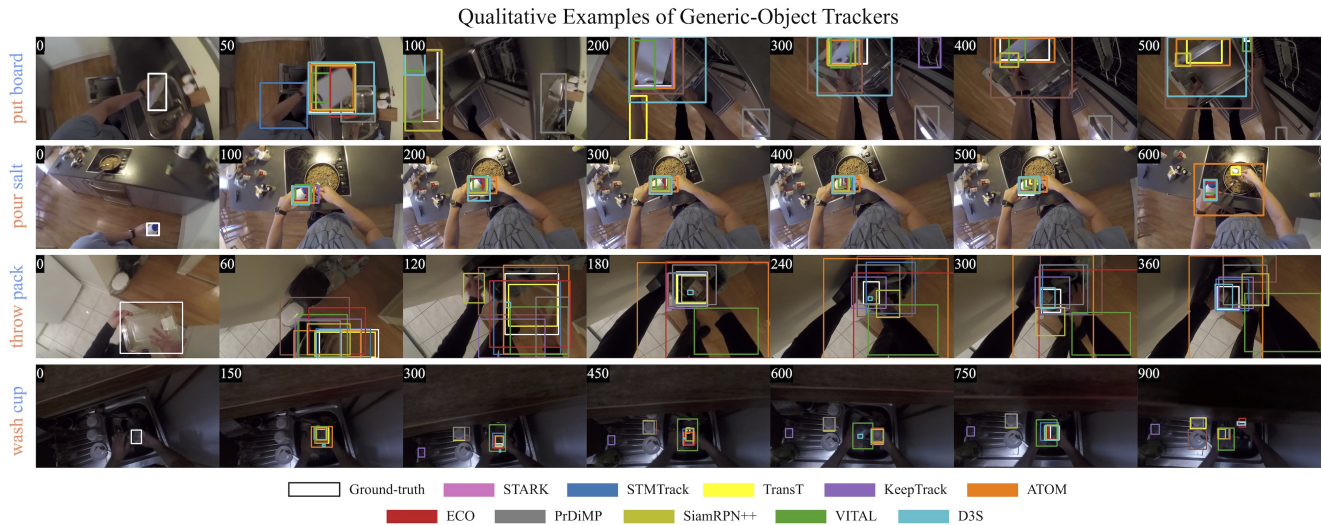 Qualitative Examples of Generic-Object Trackers
put board
0 50 100 200 300 400 500
pour salt
0 100 200 300 400 500 600
throw pack
0 60 120 180 240 300 360
wash cup
0 150 300 450 600 750 900
Ground-truth STARK STMTrack TransT KeepTrack ATOM
ECO PrDiMP SiamRPN++ VITAL D3S